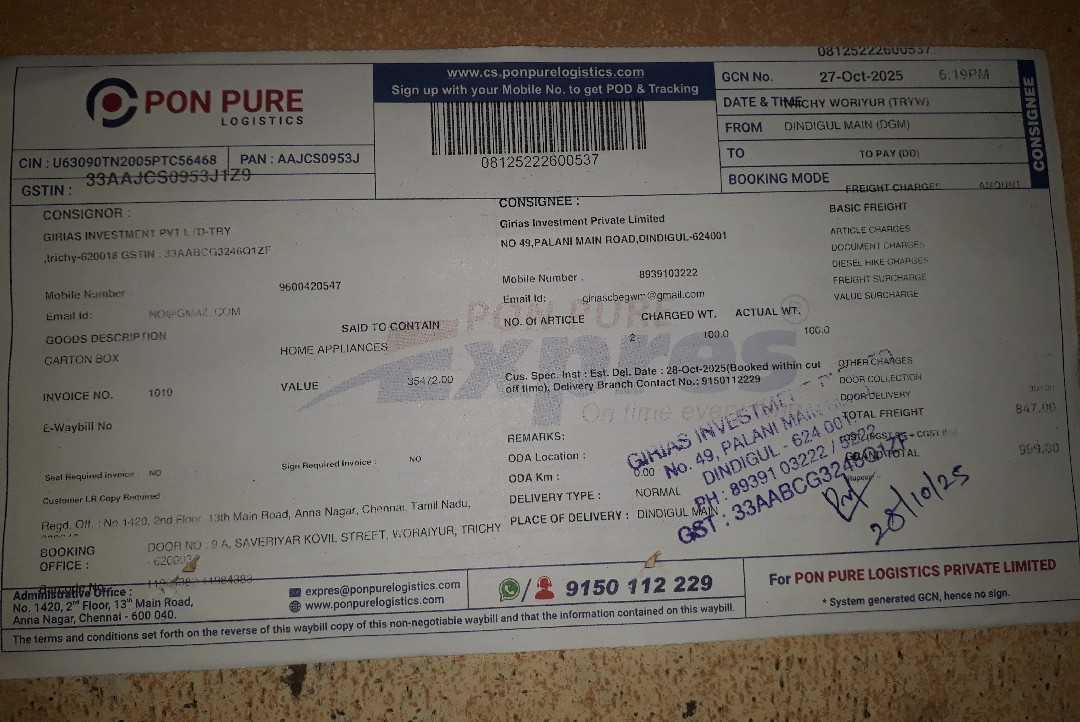 08125222600537
PON PURE
LOGISTICS
www.cs.ponpurelogistics.com
Sign up with your Mobile No. to get POD & Tracking
08125222600537
GCN No. 27-Oct-2025 6:19PM
DATE & TIME TRICHY WORIYUR (TRYW)
FROM DINDIGUL MAIN (DGM)
TO TO PAY (DD)
BOOKING MODE
CONSIGNEE
CIN : U63090TN2005PTC56468 PAN : AAJCS0953J
GSTIN : 33AAJCS0953J1Z9
CONSIGNOR :
GIRIAS INVESTMENT PVT LTD-TRY
,trichy-620018 GSTIN : 33AABCG3246Q1ZF
Mobile Number 9600420547
Email Id: NO@GMAIL.COM
GOODS DESCRIPTION SAID TO CONTAIN
CARTON BOX HOME APPLIANCES
INVOICE NO. 1010 VALUE 35472.00
E-Waybill No
Seal Required invoice : NO Sign Required Invoice : NO
Customer LR Copy Required
Regd. Off. : No 1420, 2nd Floor, 13th Main Road, Anna Nagar, Chennai, Tamil Nadu,
BOOKING OFFICE : DOOR NO : 9 A, SAVERIYAR KOVIL STREET, WORAIYUR, TRICHY
CONSIGNEE :
Girias Investment Private Limited
NO 49,PALANI MAIN ROAD,DINDIGUL-624001
Mobile Number . 8939103222
Email Id: giriascbegwm@gmail.com
NO. Of ARTICLE CHARGED WT. ACTUAL WT.
2 100.0 100.0
Cus. Spec. Inst : Est. Del. Date : 28-Oct-2025(Booked within cut
off time), Delivery Branch Contact No.: 9150112229
REMARKS:
ODA Location :
ODA Km : 0.00
DELIVERY TYPE : NORMAL
PLACE OF DELIVERY : DINDIGUL MAIN
FREIGHT CHARGES AMOUNT
BASIC FREIGHT
ARTICLE CHARGES
DOCUMENT CHARGES
DIESEL HIKE CHARGES
FREIGHT SURCHARGE
VALUE SURCHARGE
OTHER CHARGES
DOOR COLLECTION
DOOR DELIVERY
TOTAL FREIGHT 847.00
GRAND TOTAL 999.00
PON PURE ®
Expres
On time every
GIRIAS INVESTMENT
No. 49, PALANI MAIN
DINDIGUL - 624 001
PH : 89391 03222 / 3222
GST : 33AABCG3246Q1ZF
28/10/25
Administrative Office :
No. 1420, 2nd Floor, 13th Main Road,
Anna Nagar, Chennai - 600 040.
expres@ponpurelogistics.com
www.ponpurelogistics.com
9150 112 229
For PON PURE LOGISTICS PRIVATE LIMITED
* System generated GCN, hence no sign.
The terms and conditions set forth on the reverse of this waybill copy of this non-negotiable waybill and that the information contained on this waybill.